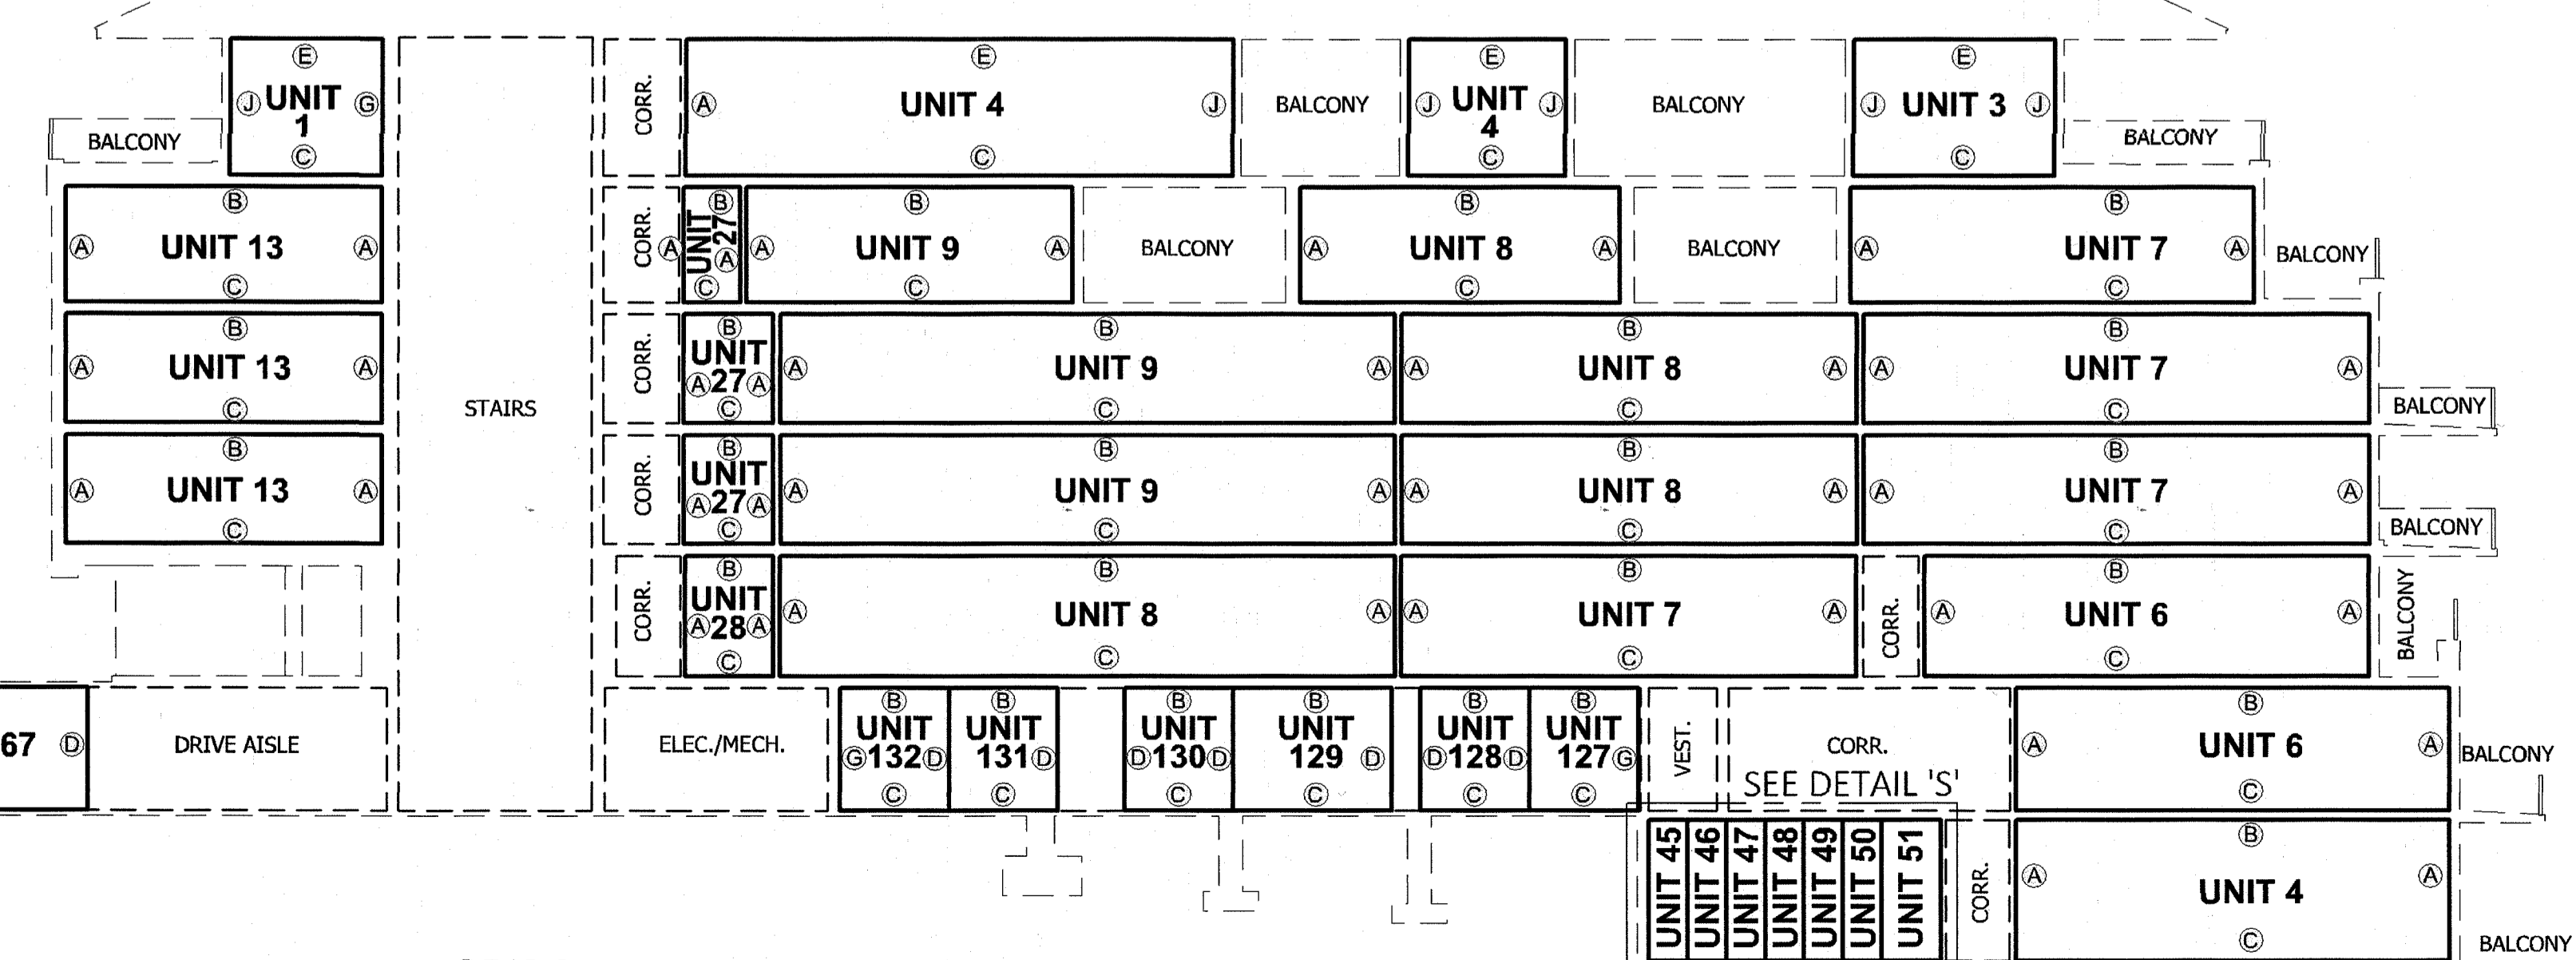 E E E E
J UNIT G CORR. A UNIT 4 J BALCONY J UNIT J BALCONY J UNIT 3 J
1 4
C C C C
BALCONY BALCONY
B B B B B
A UNIT 13 A CORR. A UNIT 27 A A UNIT 9 A BALCONY A UNIT 8 A BALCONY A UNIT 7 A BALCONY
C C C C C
B B B B B
A UNIT 13 A CORR. UNIT A UNIT 9 A A UNIT 8 A A UNIT 7 A
A 27 A
C C C C C
STAIRS BALCONY
B B B B B
A UNIT 13 A CORR. UNIT A UNIT 9 A A UNIT 8 A A UNIT 7 A
A 27 A
C C C C C
BALCONY
B B B B
CORR. UNIT A UNIT 8 A A UNIT 7 A CORR. A UNIT 6 A BALCONY
A 28 A
C C C C
B B B B B B
UNIT UNIT UNIT UNIT UNIT UNIT
67 D DRIVE AISLE ELEC./MECH. G 132 D 131 D D 130 D 129 D D 128 D 127 G VEST. CORR. A UNIT 6 A BALCONY
C C C C C C C
SEE DETAIL 'S'
B
UNIT 45 UNIT 46 UNIT 47 UNIT 48 UNIT 49 UNIT 50 UNIT 51 CORR. A UNIT 4 A
C
BALCONY